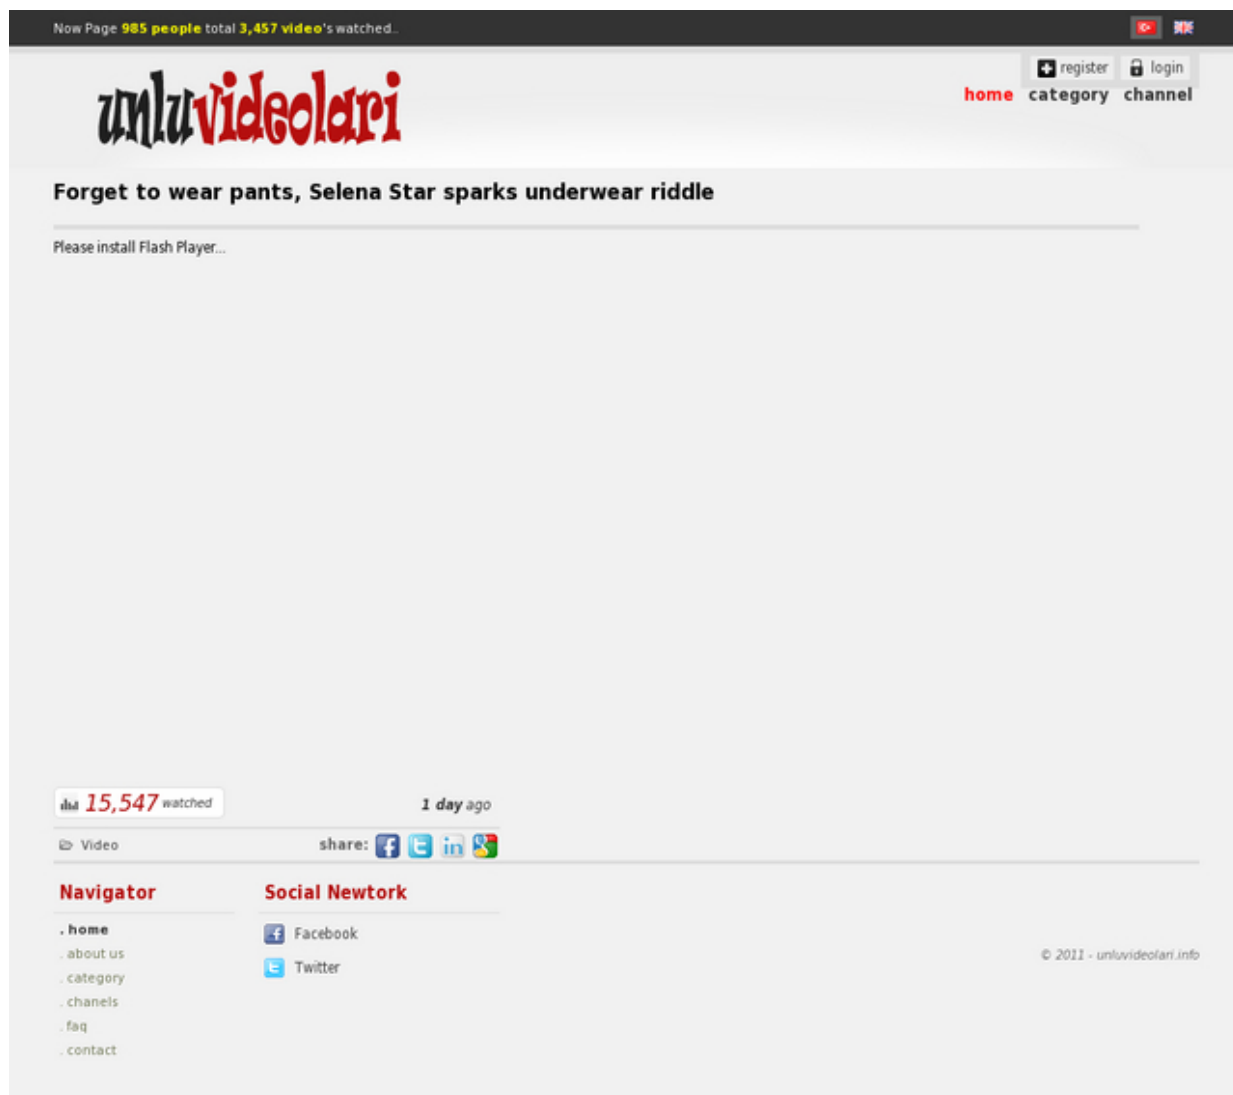 Now Page 985 people total 3,457 video's watched..
register login
unluvideolari
home category channel
Forget to wear pants, Selena Star sparks underwear riddle
Please install Flash Player...
15,547 watched 1 day ago
Video share:
Navigator Social Newtork
. home
Facebook
. about us
© 2011 - unluvideolari.info
Twitter
. category
. chanels
. faq
. contact